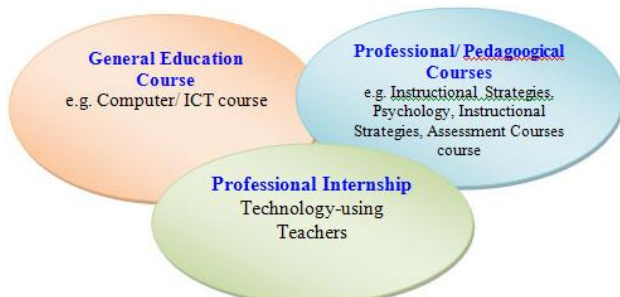 General Education
Course
e.g. Computer/ ICT course
Professional/ Pedagoogical
Courses
e.g. Instructional Strategies,
Psychology, Instructional
Strategies, Assessment Courses
course
Professional Internship
Technology-using
Teachers